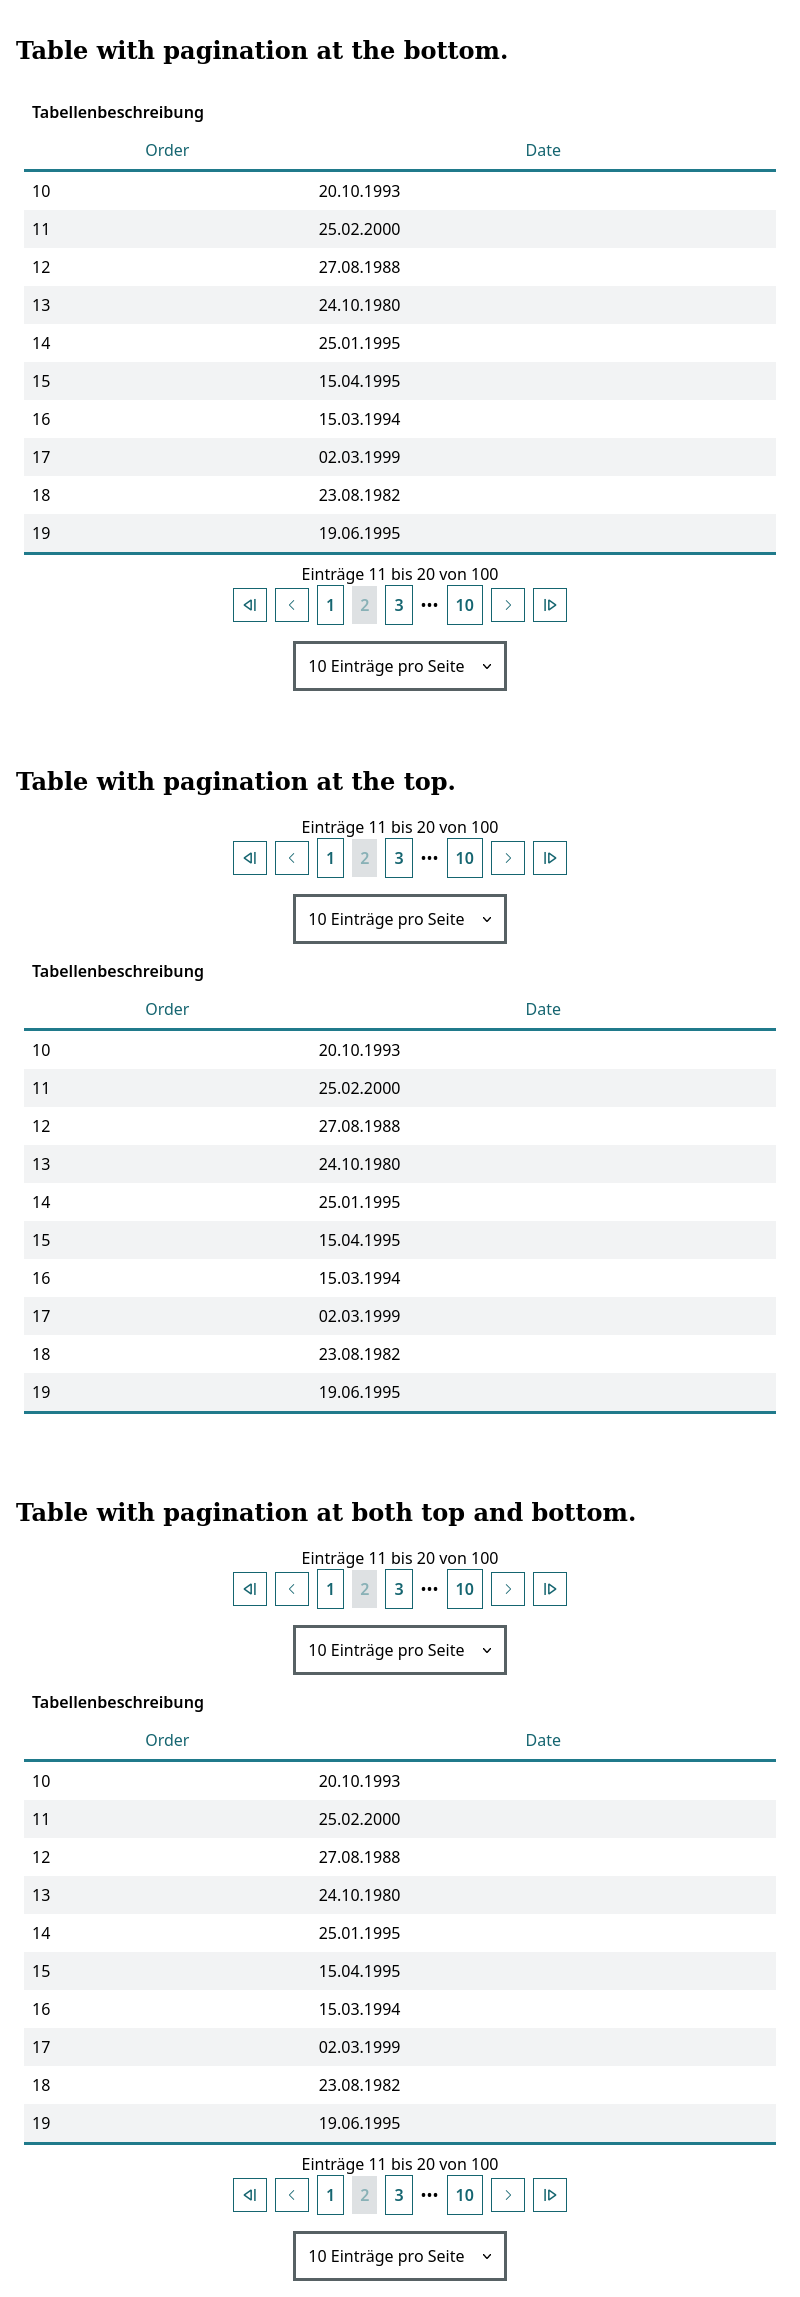 Table with pagination at the bottom.
Tabellenbeschreibung
Order Date
10 20.10.1993
11 25.02.2000
12 27.08.1988
13 24.10.1980
14 25.01.1995
15 15.04.1995
16 15.03.1994
17 02.03.1999
18 23.08.1982
19 19.06.1995
Einträge 11 bis 20 von 100
1 2 3 ••• 10
10 Einträge pro Seite
Table with pagination at the top.
Einträge 11 bis 20 von 100
1 2 3 ••• 10
10 Einträge pro Seite
Tabellenbeschreibung
Order Date
10 20.10.1993
11 25.02.2000
12 27.08.1988
13 24.10.1980
14 25.01.1995
15 15.04.1995
16 15.03.1994
17 02.03.1999
18 23.08.1982
19 19.06.1995
Table with pagination at both top and bottom.
Einträge 11 bis 20 von 100
1 2 3 ••• 10
10 Einträge pro Seite
Tabellenbeschreibung
Order Date
10 20.10.1993
11 25.02.2000
12 27.08.1988
13 24.10.1980
14 25.01.1995
15 15.04.1995
16 15.03.1994
17 02.03.1999
18 23.08.1982
19 19.06.1995
Einträge 11 bis 20 von 100
1 2 3 ••• 10
10 Einträge pro Seite